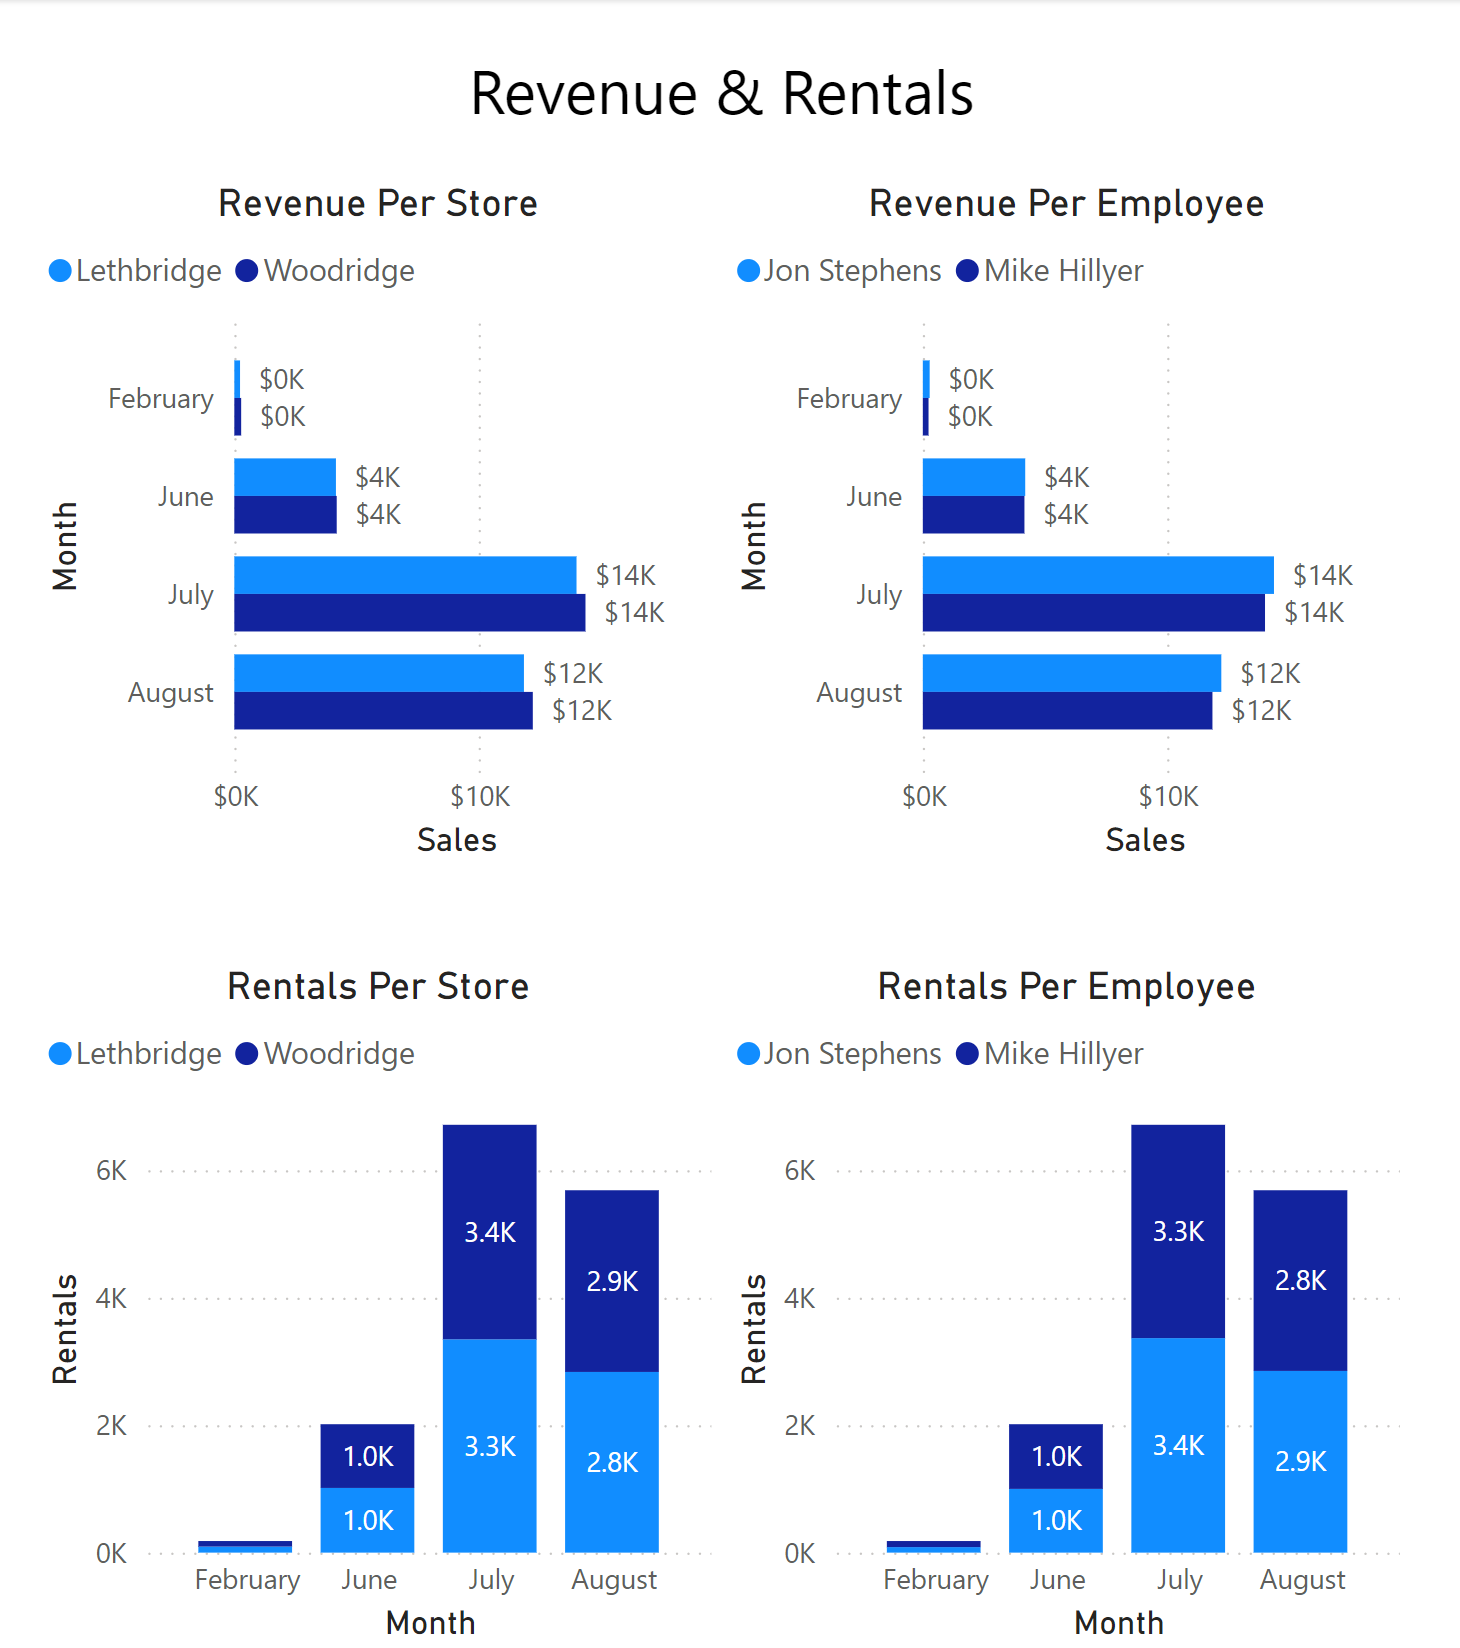 Revenue & Rentals
Revenue Per Store
Lethbridge Woodridge
February
$0K
$0K
June
$4K
$4K
July
$14K
$14K
August
$12K
$12K
Month
$0K $10K
Sales
Revenue Per Employee
Jon Stephens Mike Hillyer
February
$0K
$0K
June
$4K
$4K
July
$14K
$14K
August
$12K
$12K
Month
$0K $10K
Sales
Rentals Per Store
Lethbridge Woodridge
6K
4K
2K
0K
Rentals
3.4K
2.9K
1.0K
3.3K
2.8K
1.0K
February June July August
Month
Rentals Per Employee
Jon Stephens Mike Hillyer
6K
4K
2K
0K
Rentals
3.3K
2.8K
1.0K
3.4K
2.9K
1.0K
February June July August
Month